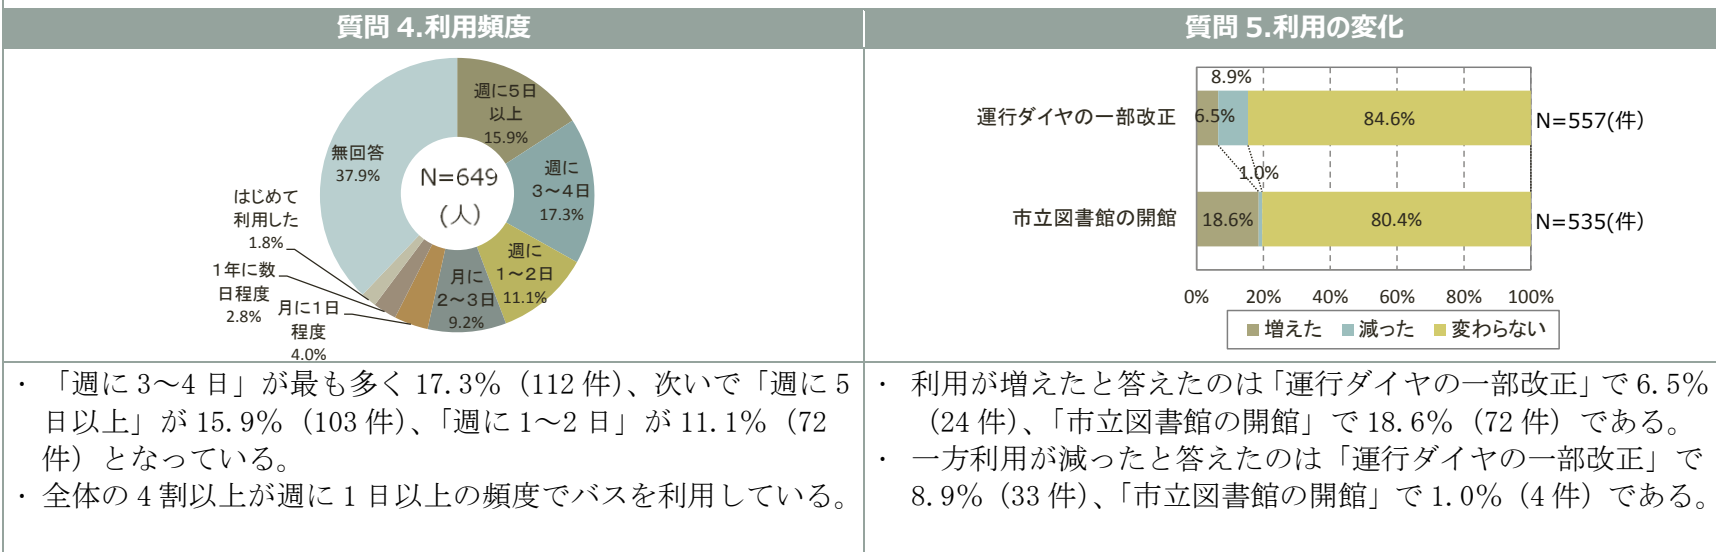 質問 4.利用頻度
週に5日
以上
15.9%
週に
3～4日
17.3%
週に
1～2日
11.1%
月に
2～3日
9.2%
月に1日
程度
4.0%
1年に数
日程度
2.8%
はじめて
利用した
1.8%
無回答
37.9%
N=649
(人)
・「週に 3～4 日」が最も多く 17.3%（112 件）、次いで「週に 5
日以上」が 15.9%（103 件）、「週に 1～2 日」が 11.1%（72
件）となっている。
・全体の 4 割以上が週に 1 日以上の頻度でバスを利用している。
質問 5.利用の変化
8.9%
運行ダイヤの一部改正
6.5%
84.6%
N=557(件)
1.0%
市立図書館の開館
18.6%
80.4%
N=535(件)
0% 20% 40% 60% 80% 100%
増えた 減った 変わらない
・ 利用が増えたと答えたのは「運行ダイヤの一部改正」で 6.5%
（24 件）、「市立図書館の開館」で 18.6%（72 件）である。
・ 一方利用が減ったと答えたのは「運行ダイヤの一部改正」で
8.9%（33 件）、「市立図書館の開館」で 1.0%（4 件）である。